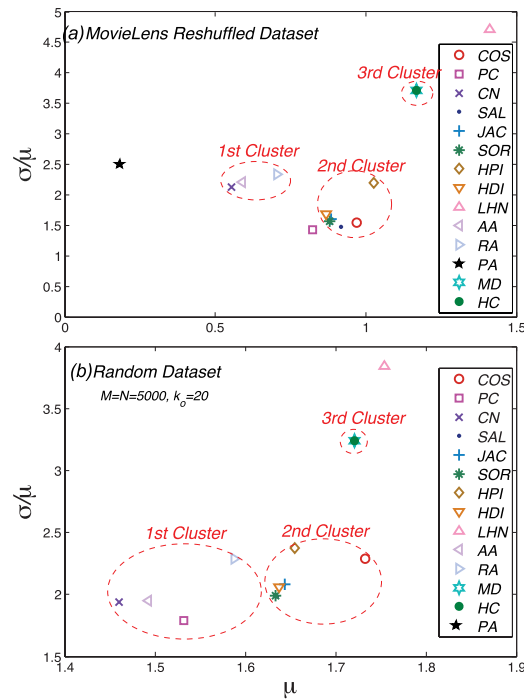 (a)MovieLens Reshuffled Dataset
5
4.5
4
3.5
3
2.5
2
1.5
1
0.5
0
σ/μ
3rd Cluster
1st Cluster
2nd Cluster
COS
PC
CN
SAL
JAC
SOR
HPI
HDI
LHN
AA
RA
PA
MD
HC
0
0.5
1
1.5
(b)Random Dataset
M=N=5000, k_o=20
4
3.5
3
2.5
2
1.5
σ/μ
3rd Cluster
1st Cluster
2nd Cluster
COS
PC
CN
SAL
JAC
SOR
HPI
HDI
LHN
AA
RA
MD
HC
PA
1.4
1.5
1.6
1.7
1.8
1.9
μ